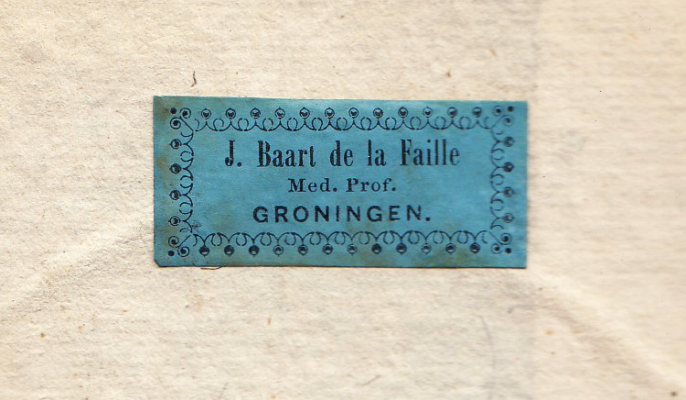 J. Baart de la Faille
Med. Prof.
GRONINGEN.